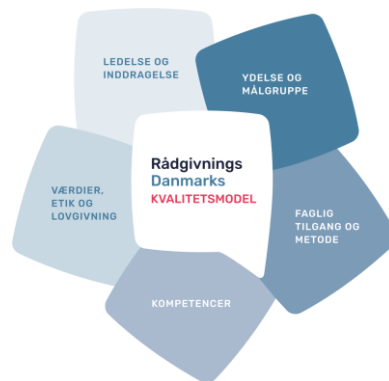 LEDELSE OG
INDDRAGELSE
YDELSE OG
MÅLGRUPPE
Rådgivnings
Danmarks
KVALITETSMODEL
VÆRDIER,
ETIK OG
LOVGIVNING
FAGLIG
TILGANG OG
METODE
KOMPETENCER